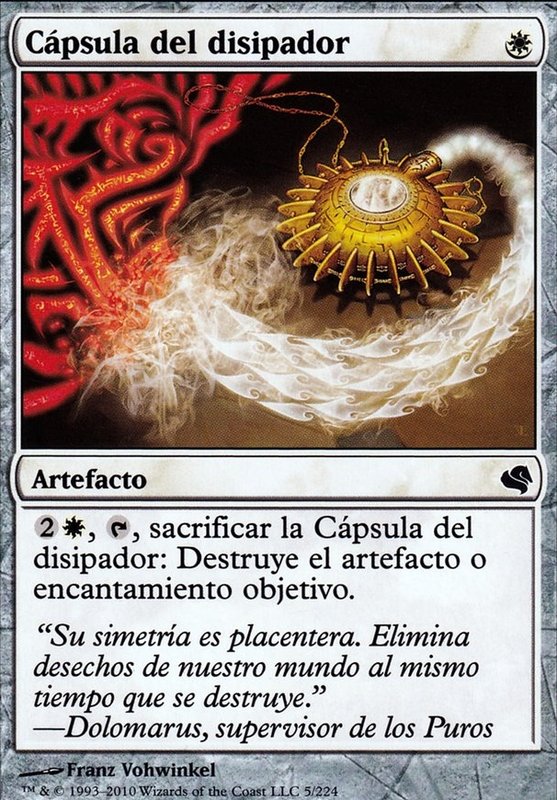 Cápsula del disipador
Artefacto
2, sacrificar la Cápsula del
disipador: Destruye el artefacto o
encantamiento objetivo.
“Su simetría es placentera. Elimina
desechos de nuestro mundo al mismo
tiempo que se destruye.”
—Dolomarus, supervisor de los Puros
Franz Vohwinkel
™ & © 1993–2010 Wizards of the Coast LLC 5/224